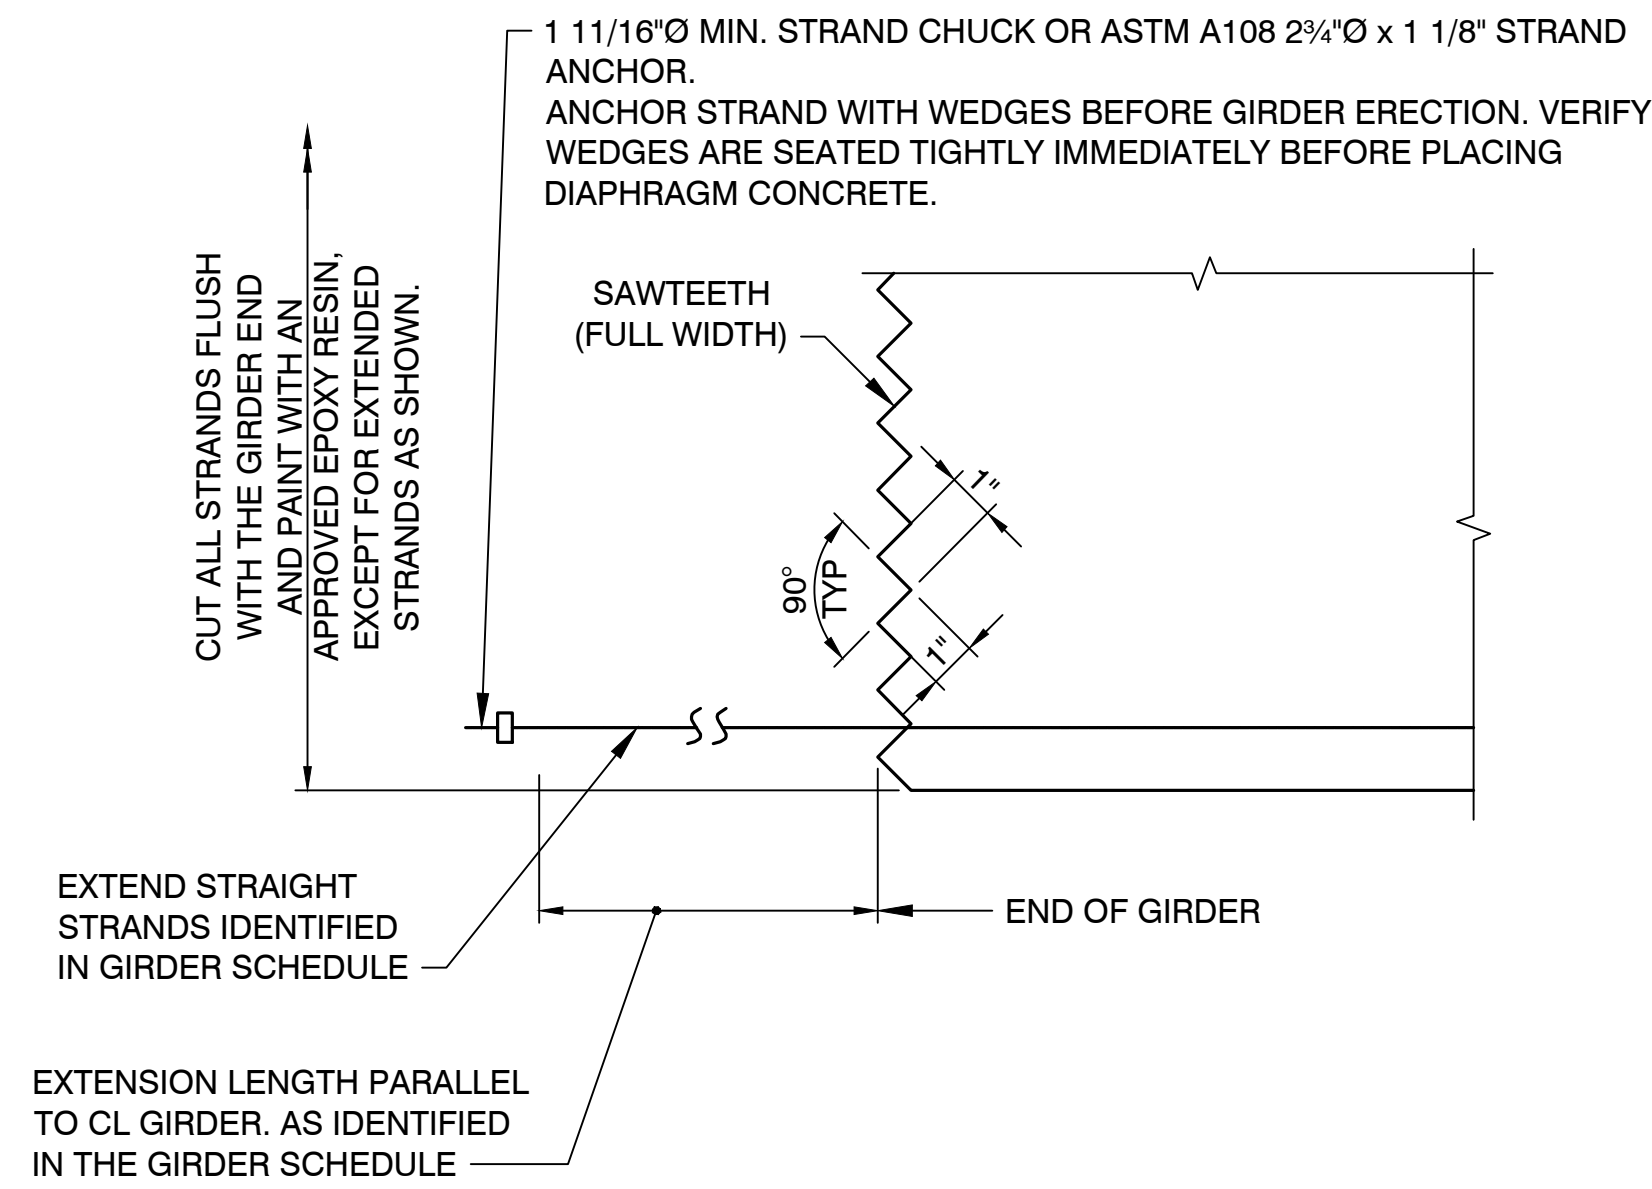 1 11/16"Ø MIN. STRAND CHUCK OR ASTM A108 2¾"Ø x 1 1/8" STRAND
ANCHOR.
ANCHOR STRAND WITH WEDGES BEFORE GIRDER ERECTION. VERIFY
WEDGES ARE SEATED TIGHTLY IMMEDIATELY BEFORE PLACING
DIAPHRAGM CONCRETE.
CUT ALL STRANDS FLUSH
WITH THE GIRDER END
AND PAINT WITH AN
APPROVED EPOXY RESIN,
EXCEPT FOR EXTENDED
STRANDS AS SHOWN.
SAWTEETH
(FULL WIDTH)
1"
90°
TYP
1"
EXTEND STRAIGHT
STRANDS IDENTIFIED
IN GIRDER SCHEDULE
END OF GIRDER
EXTENSION LENGTH PARALLEL
TO CL GIRDER. AS IDENTIFIED
IN THE GIRDER SCHEDULE